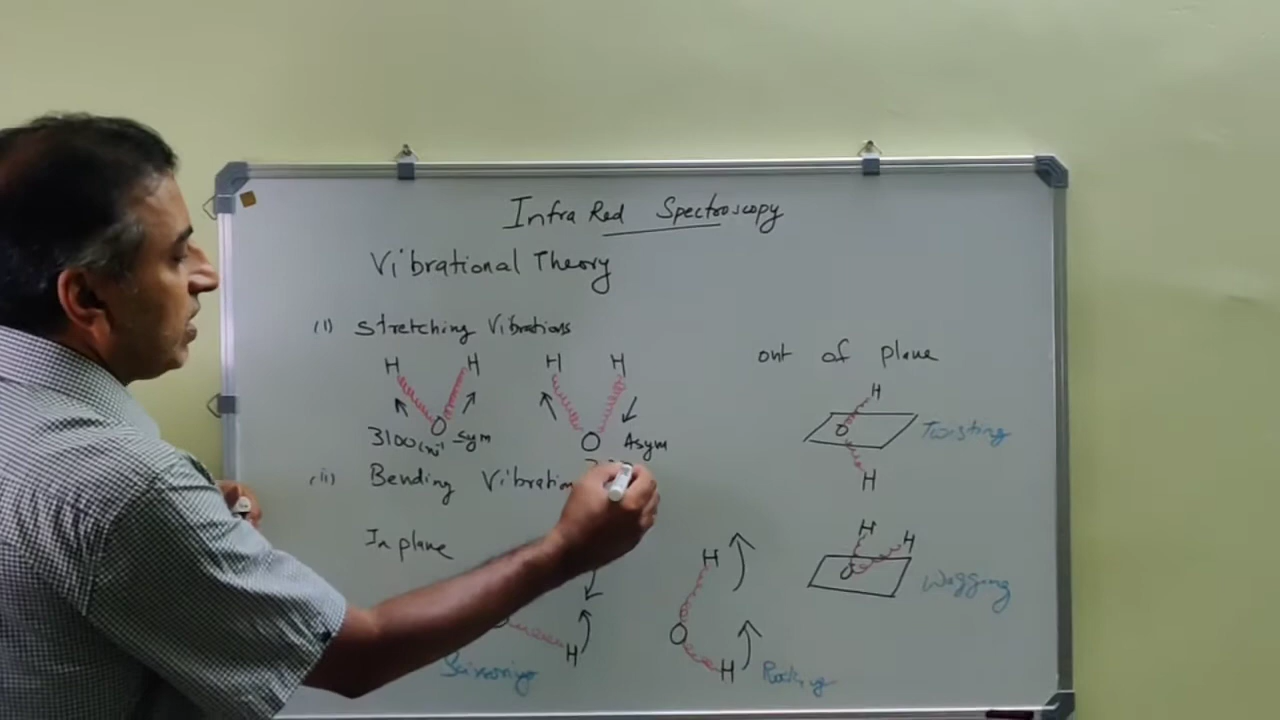 Infra Red Spectroscopy
Vibrational Theory
(i) Stretching Vibrations
H H H H
O O
3100 cm⁻¹ Sym Asym
(ii) Bending Vibration
In plane
H
Scissoring
H
O
H
Rocking
out of plane
H
O
H
Twisting
H H
O
Wagging